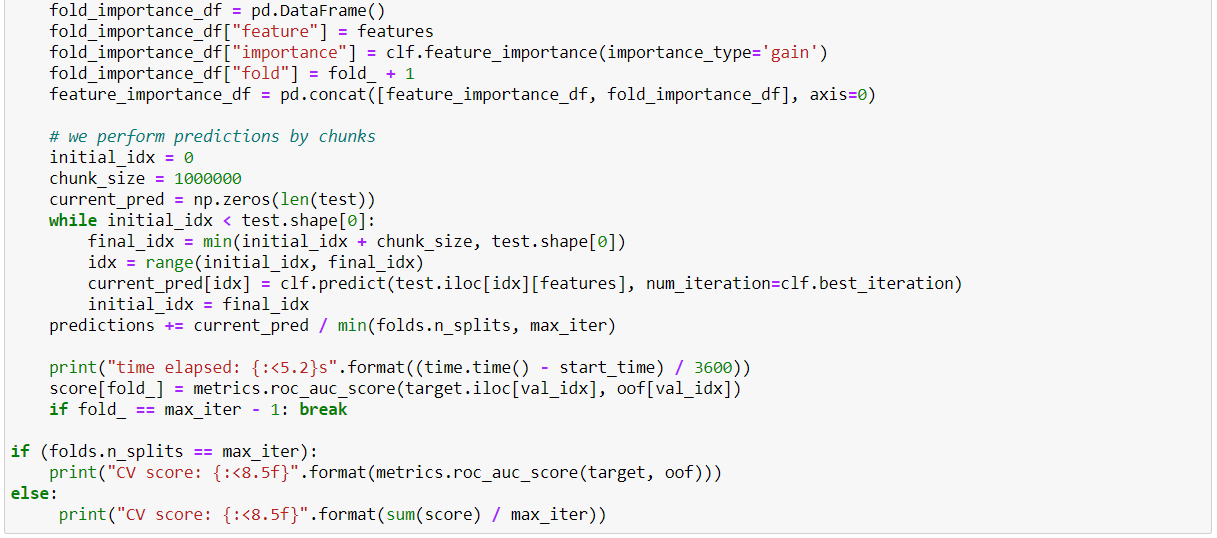 fold_importance_df = pd.DataFrame()
fold_importance_df["feature"] = features
fold_importance_df["importance"] = clf.feature_importance(importance_type='gain')
fold_importance_df["fold"] = fold_ + 1
feature_importance_df = pd.concat([feature_importance_df, fold_importance_df], axis=0)
# we perform predictions by chunks
initial_idx = 0
chunk_size = 1000000
current_pred = np.zeros(len(test))
while initial_idx < test.shape[0]:
final_idx = min(initial_idx + chunk_size, test.shape[0])
idx = range(initial_idx, final_idx)
current_pred[idx] = clf.predict(test.iloc[idx][features], num_iteration=clf.best_iteration)
initial_idx = final_idx
predictions += current_pred / min(folds.n_splits, max_iter)
print("time elapsed: {:<5.2}s".format((time.time() - start_time) / 3600))
score[fold_] = metrics.roc_auc_score(target.iloc[val_idx], oof[val_idx])
if fold_ == max_iter - 1: break
if (folds.n_splits == max_iter):
print("CV score: {:<8.5f}".format(metrics.roc_auc_score(target, oof)))
else:
print("CV score: {:<8.5f}".format(sum(score) / max_iter))